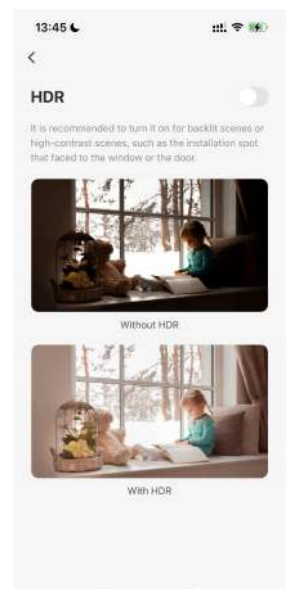 13:45
HDR
It is recommended to turn it on for backlit scenes or
high-contrast scenes, such as the installation spot
that faced to the window or the door.
Without HDR
With HDR